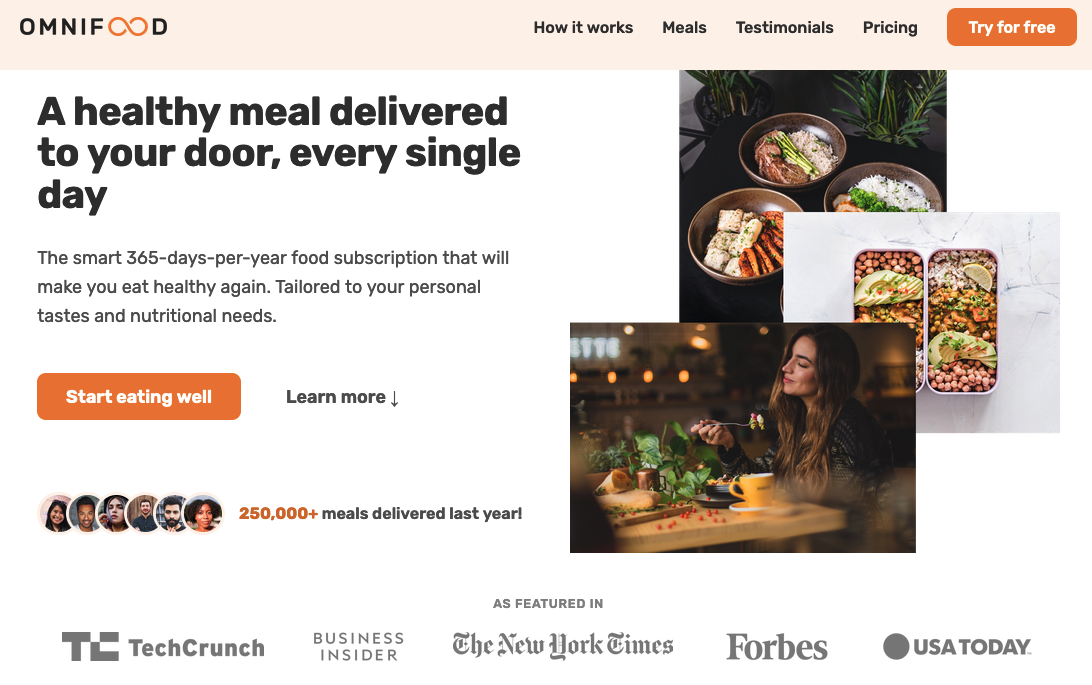 OMNIFOOD
How it works Meals Testimonials Pricing Try for free
A healthy meal delivered
to your door, every single
day
The smart 365-days-per-year food subscription that will
make you eat healthy again. Tailored to your personal
tastes and nutritional needs.
Start eating well Learn more ↓
250,000+ meals delivered last year!
AS FEATURED IN
TC TechCrunch
BUSINESS
INSIDER
The New York Times
Forbes
USA TODAY